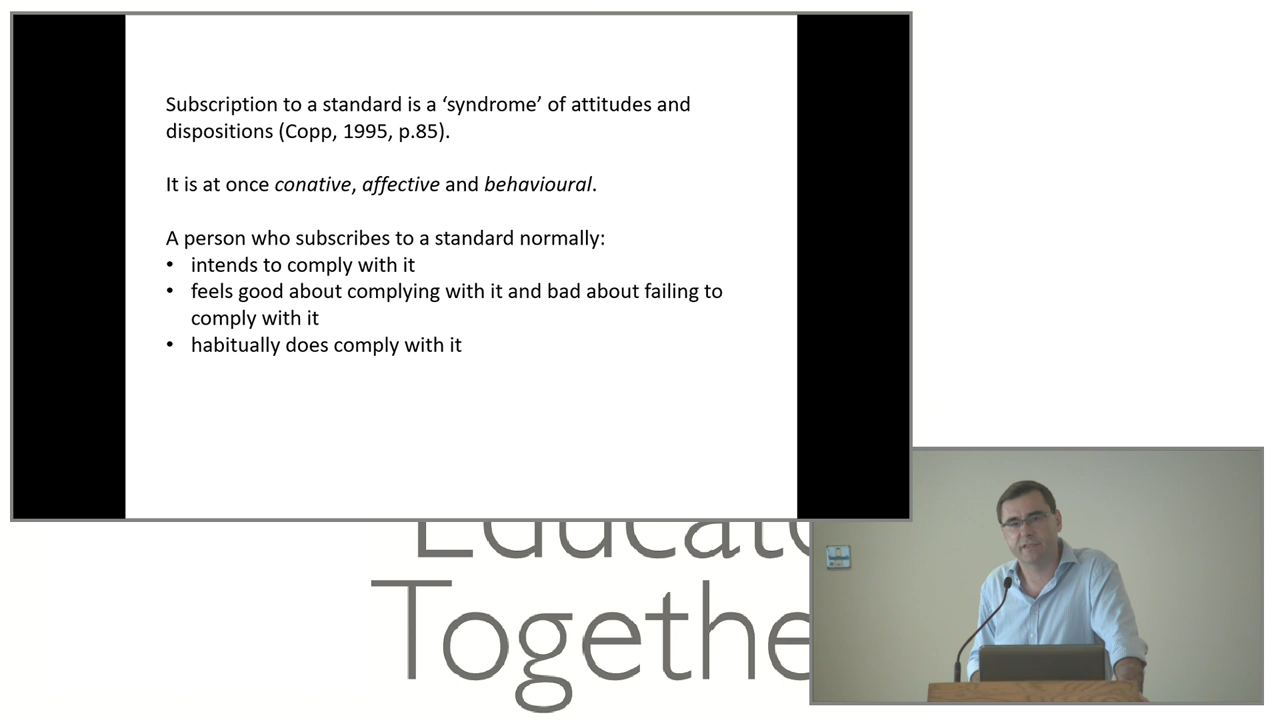 Subscription to a standard is a ‘syndrome’ of attitudes and
dispositions (Copp, 1995, p.85).
It is at once conative, affective and behavioural.
A person who subscribes to a standard normally:
• intends to comply with it
• feels good about complying with it and bad about failing to
comply with it
• habitually does comply with it
Educat
Togethe